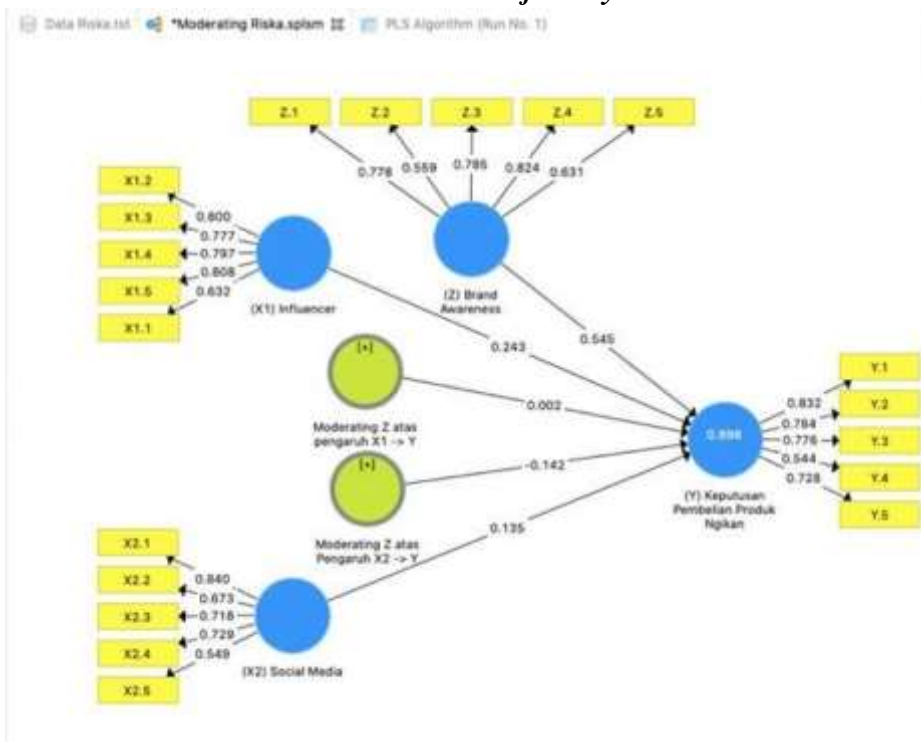 Data Riska.txt *Moderating Riska.splsm PLS Algorithm (Run No. 1)
Z.1 Z.2 Z.3 Z.4 Z.5
0.776 0.559 0.785 0.824 0.631
X1.2
X1.3
X1.4
X1.5
X1.1
0.777
0.797
0.632
(X1) Influencer
(Z) Brand
Awareness
0.243
0.545
[+]
0.002
Moderating Z atas
pengaruh X1 -> Y
[+]
-0.142
Moderating Z atas
Pengaruh X2 -> Y
0.135
Y.1
Y.2
Y.3
Y.4
Y.5
0.832
0.784
0.776
0.544
0.728
(Y) Keputusan
Pembelian Produk
Ngikan
X2.1
X2.2
X2.3
X2.4
X2.5
0.840
0.673
0.718
0.729
0.549
(X2) Social Media